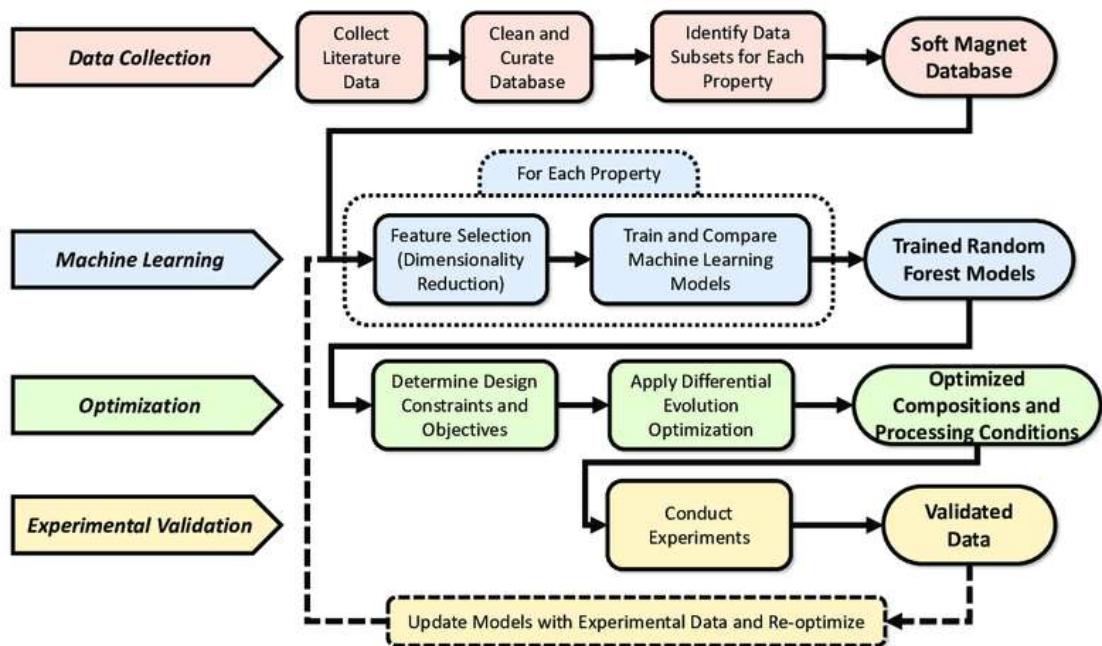 Data Collection
Collect
Literature
Data
Clean and
Curate
Database
Identify Data
Subsets for Each
Property
Soft Magnet
Database
For Each Property
Machine Learning
Feature Selection
(Dimensionality
Reduction)
Train and Compare
Machine Learning
Models
Trained Random
Forest Models
Optimization
Determine Design
Constraints and
Objectives
Apply Differential
Evolution
Optimization
Optimized
Compositions and
Processing Conditions
Experimental Validation
Conduct
Experiments
Validated
Data
Update Models with Experimental Data and Re-optimize